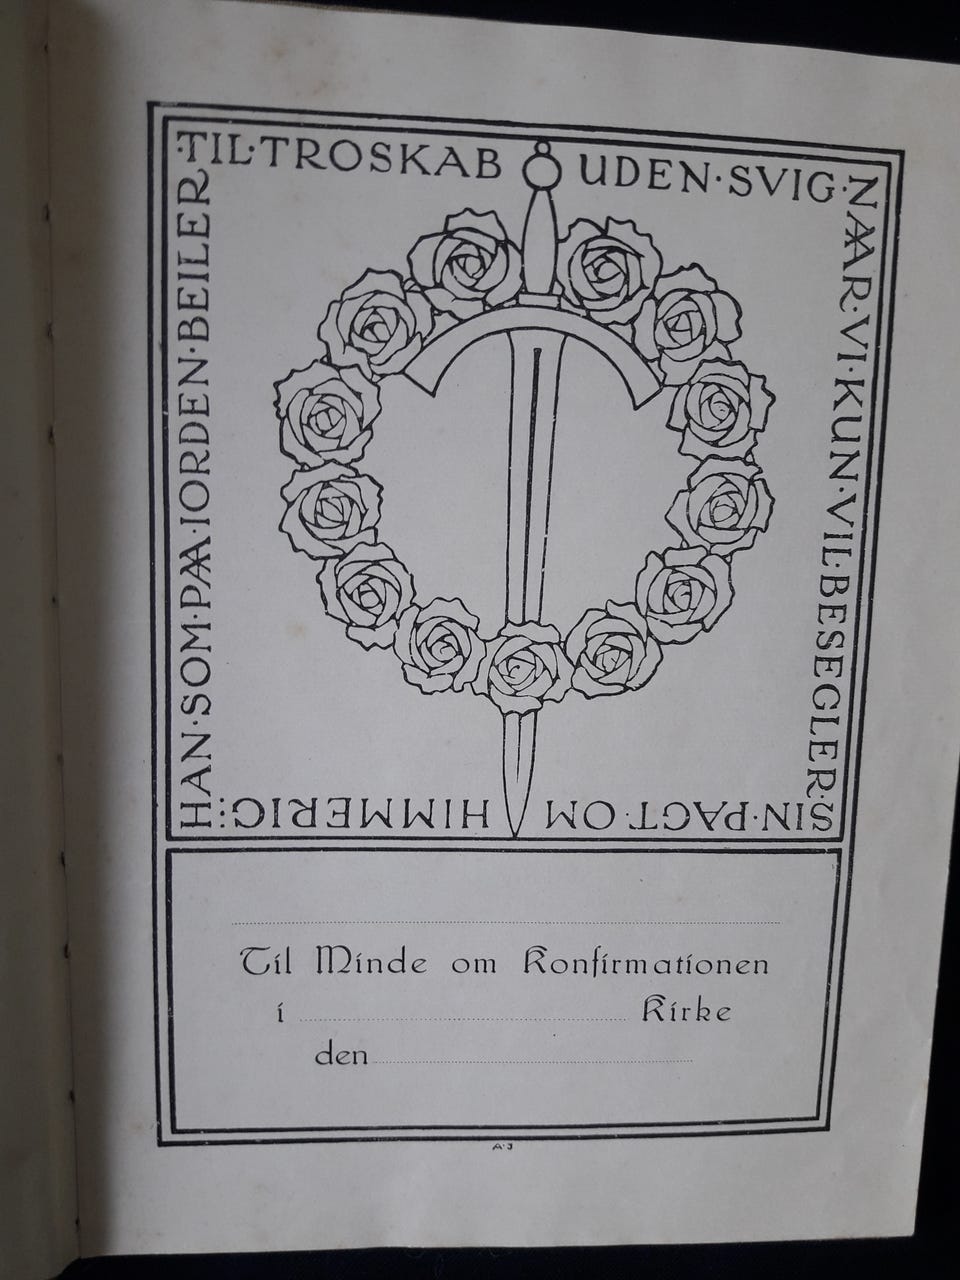 HAN·SOM·PAA·IORDEN·BEILER
·TIL·TROSKAB UDEN·SVIG·
NAAR·VI·KUN·VIL·BESEGLER:
SIN·PAGT·OM HIMMERIG:
Til Minde om Konfirmationen
i Kirke
den
A·J